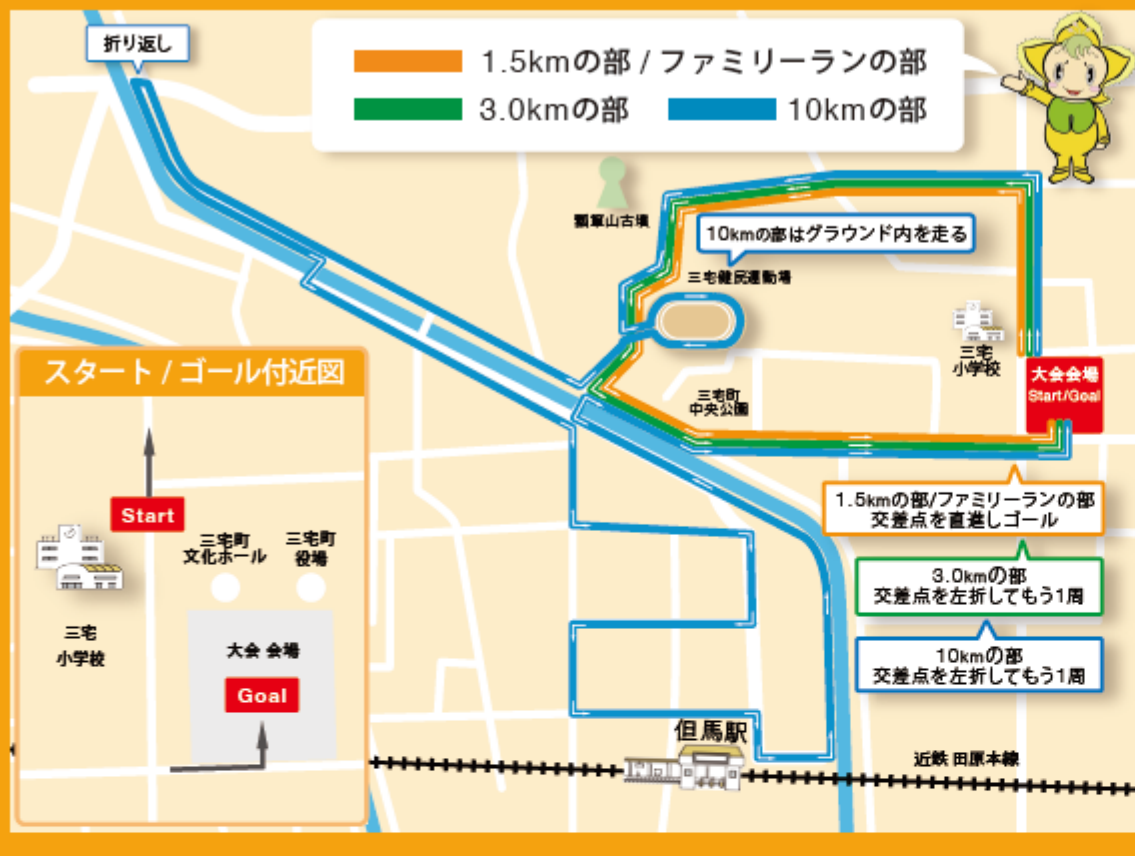 折り返し
1.5kmの部 / ファミリーランの部
3.0kmの部
10kmの部
瓢箪山古墳
10kmの部はグラウンド内を走る
三宅健民運動場
三宅
小学校
大会会場
Start/Goal
三宅町
中央公園
スタート / ゴール付近図
Start
三宅町
文化ホール
三宅町
役場
三宅
小学校
大会 会場
Goal
1.5kmの部/ファミリーランの部
交差点を直進しゴール
3.0kmの部
交差点を左折してもう1周
10kmの部
交差点を左折してもう1周
但馬駅
近鉄 田原本線